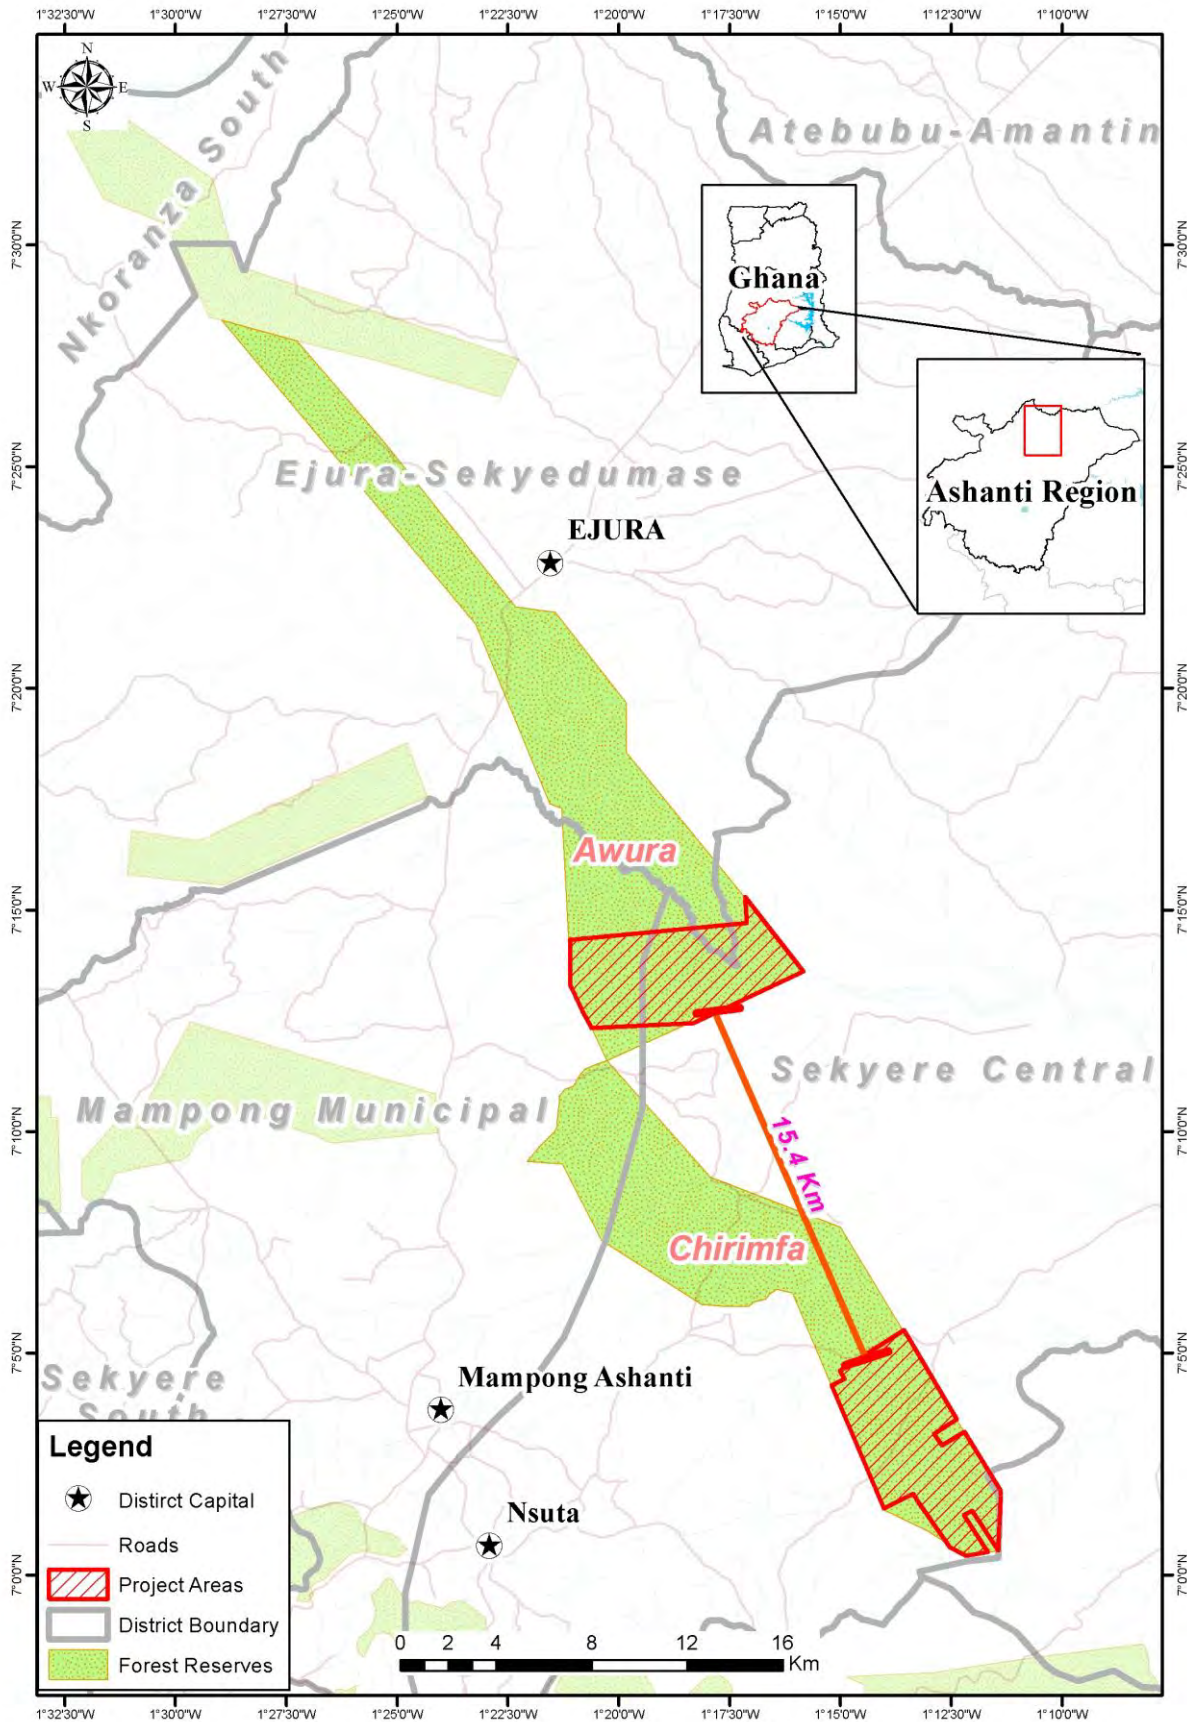 1°32'30"W 1°30'0"W 1°27'30"W 1°25'0"W 1°22'30"W 1°20'0"W 1°17'30"W 1°15'0"W 1°12'30"W 1°10'0"W
N
W E
S
Nkoranza South
Atebubu-Amantin
7°30'0"N 7°30'0"N
Ghana
Ashanti Region
7°25'0"N 7°25'0"N
Ejura-Sekyedumase
EJURA
7°20'0"N 7°20'0"N
Awura
7°15'0"N 7°15'0"N
Sekyere Central
Mampong Municipal
7°10'0"N 7°10'0"N
15.4 Km
Chirimfa
7°5'0"N 7°5'0"N
Sekyere
South
Mampong Ashanti
Nsuta
7°0'0"N 7°0'0"N
Legend
Distirct Capital
Roads
Project Areas
District Boundary
Forest Reserves
0 2 4 8 12 16
Km
1°32'30"W 1°30'0"W 1°27'30"W 1°25'0"W 1°22'30"W 1°20'0"W 1°17'30"W 1°15'0"W 1°12'30"W 1°10'0"W